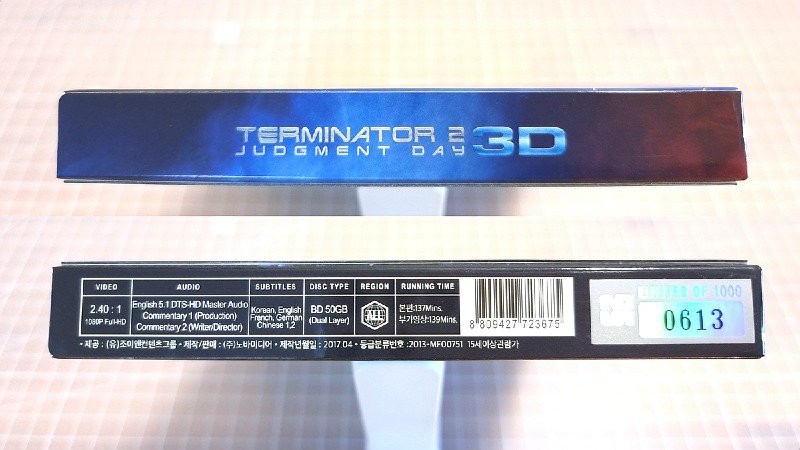 TERMINATOR 2 3D
JUDGMENT DAY
VIDEO AUDIO SUBTITLES DISC TYPE REGION RUNNING TIME
2.40 : 1
1080P Full-HD
English 5.1 DTS-HD Master Audio
Commentary 1 (Production)
Commentary 2 (Writer/Director)
Korean, English
French, German
Chinese 1,2
BD 50GB
(Dual Layer)
ALL
본편:137Mins.
부가영상:139Mins.
8 809427 723675
LIMITED OF 1000
0613
• 제공 : (유)조이앤컨텐츠그룹 • 제작/판매 : (주)노바미디어 • 제작년월일 : 2017. 04 • 등급분류번호 : 2013-MF00751 15세이상관람가